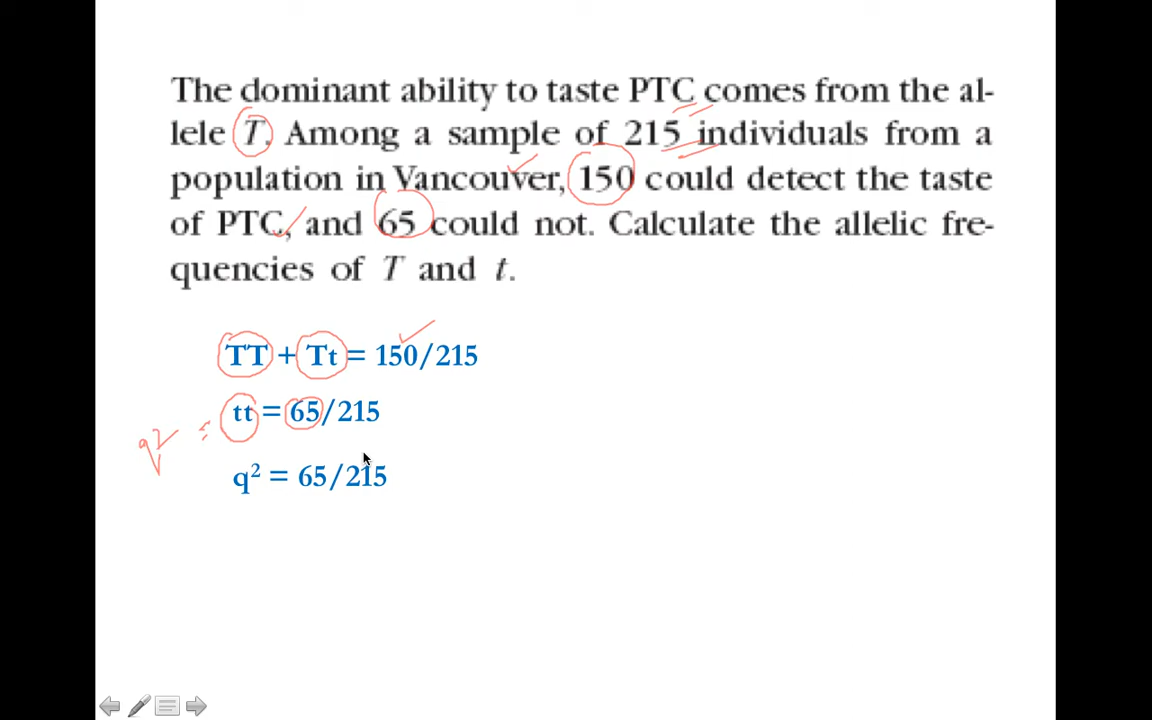 The dominant ability to taste PTC comes from the al-
lele T. Among a sample of 215 individuals from a
population in Vancouver, 150 could detect the taste
of PTC, and 65 could not. Calculate the allelic fre-
quencies of T and t.
TT + Tt = 150/215
tt = 65/215
q² =
q² = 65/215